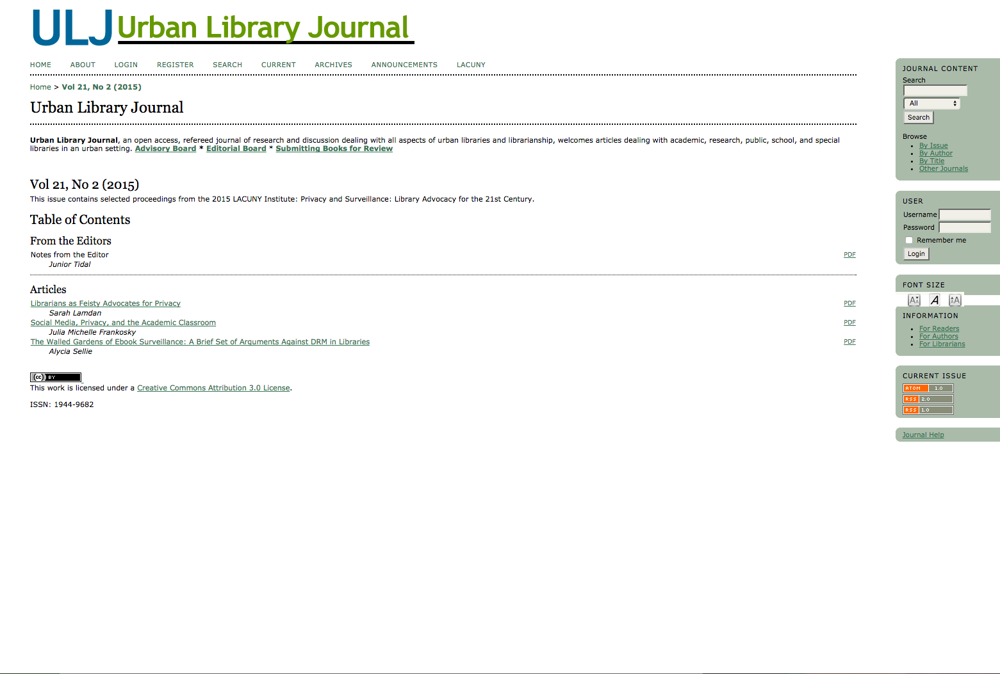 ULJ Urban Library Journal
HOME ABOUT LOGIN REGISTER SEARCH CURRENT ARCHIVES ANNOUNCEMENTS LACUNY
Home > Vol 21, No 2 (2015)
Urban Library Journal
Urban Library Journal, an open access, refereed journal of research and discussion dealing with all aspects of urban libraries and librarianship, welcomes articles dealing with academic, research, public, school, and special
libraries in an urban setting. Advisory Board * Editorial Board * Submitting Books for Review
Vol 21, No 2 (2015)
This issue contains selected proceedings from the 2015 LACUNY Institute: Privacy and Surveillance: Library Advocacy for the 21st Century.
Table of Contents
From the Editors
Notes from the Editor PDF
Junior Tidal
Articles
Librarians as Feisty Advocates for Privacy PDF
Sarah Lamdan
Social Media, Privacy, and the Academic Classroom PDF
Julia Michelle Frankosky
The Walled Gardens of Ebook Surveillance: A Brief Set of Arguments Against DRM in Libraries PDF
Alycia Sellie
(cc) BY
This work is licensed under a Creative Commons Attribution 3.0 License.
ISSN: 1944-9682
JOURNAL CONTENT
Search
All
Search
Browse
By Issue
By Author
By Title
Other Journals
USER
Username
Password
Remember me
Login
FONT SIZE
AA A AA
INFORMATION
For Readers
For Authors
For Librarians
CURRENT ISSUE
ATOM 1.0
RSS 2.0
RSS 1.0
Journal Help